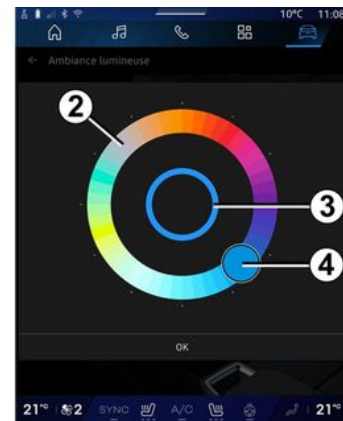 10°C 11:08
← Ambiance lumineuse
2
3
4
OK
21°C 2 SYNC A/C 21°C